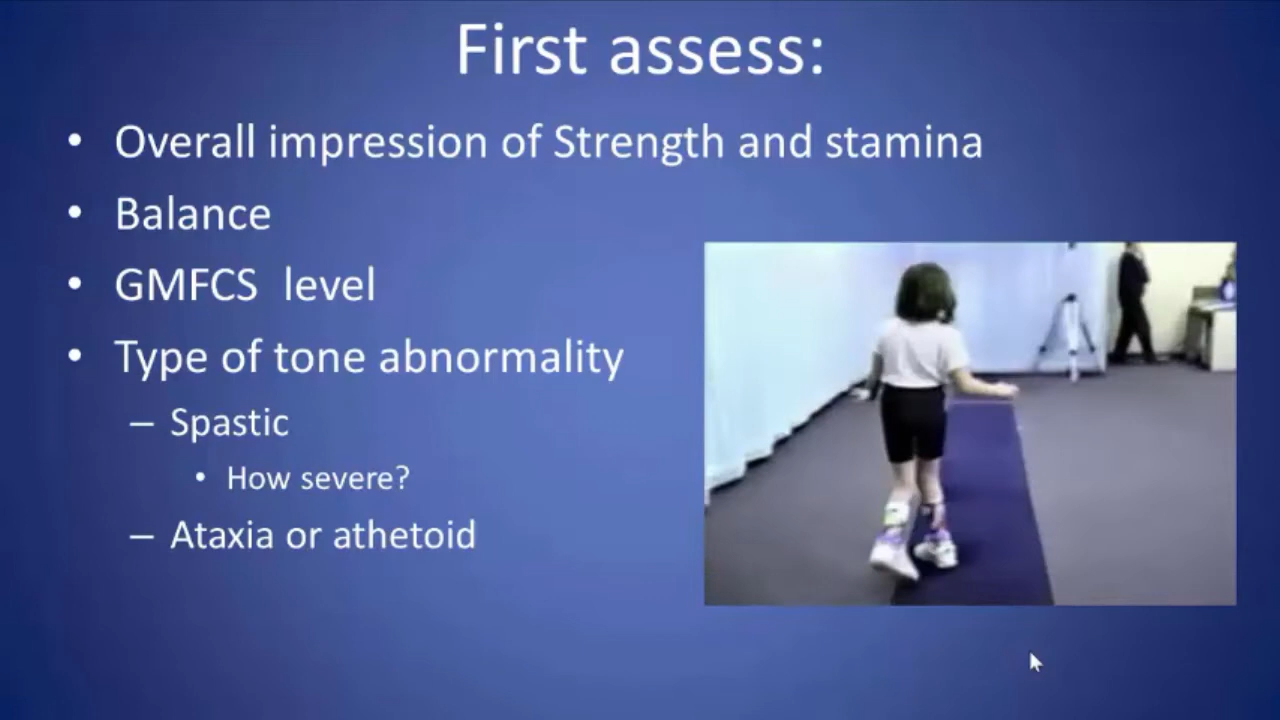 First assess:
• Overall impression of Strength and stamina
• Balance
• GMFCS level
• Type of tone abnormality
– Spastic
• How severe?
– Ataxia or athetoid